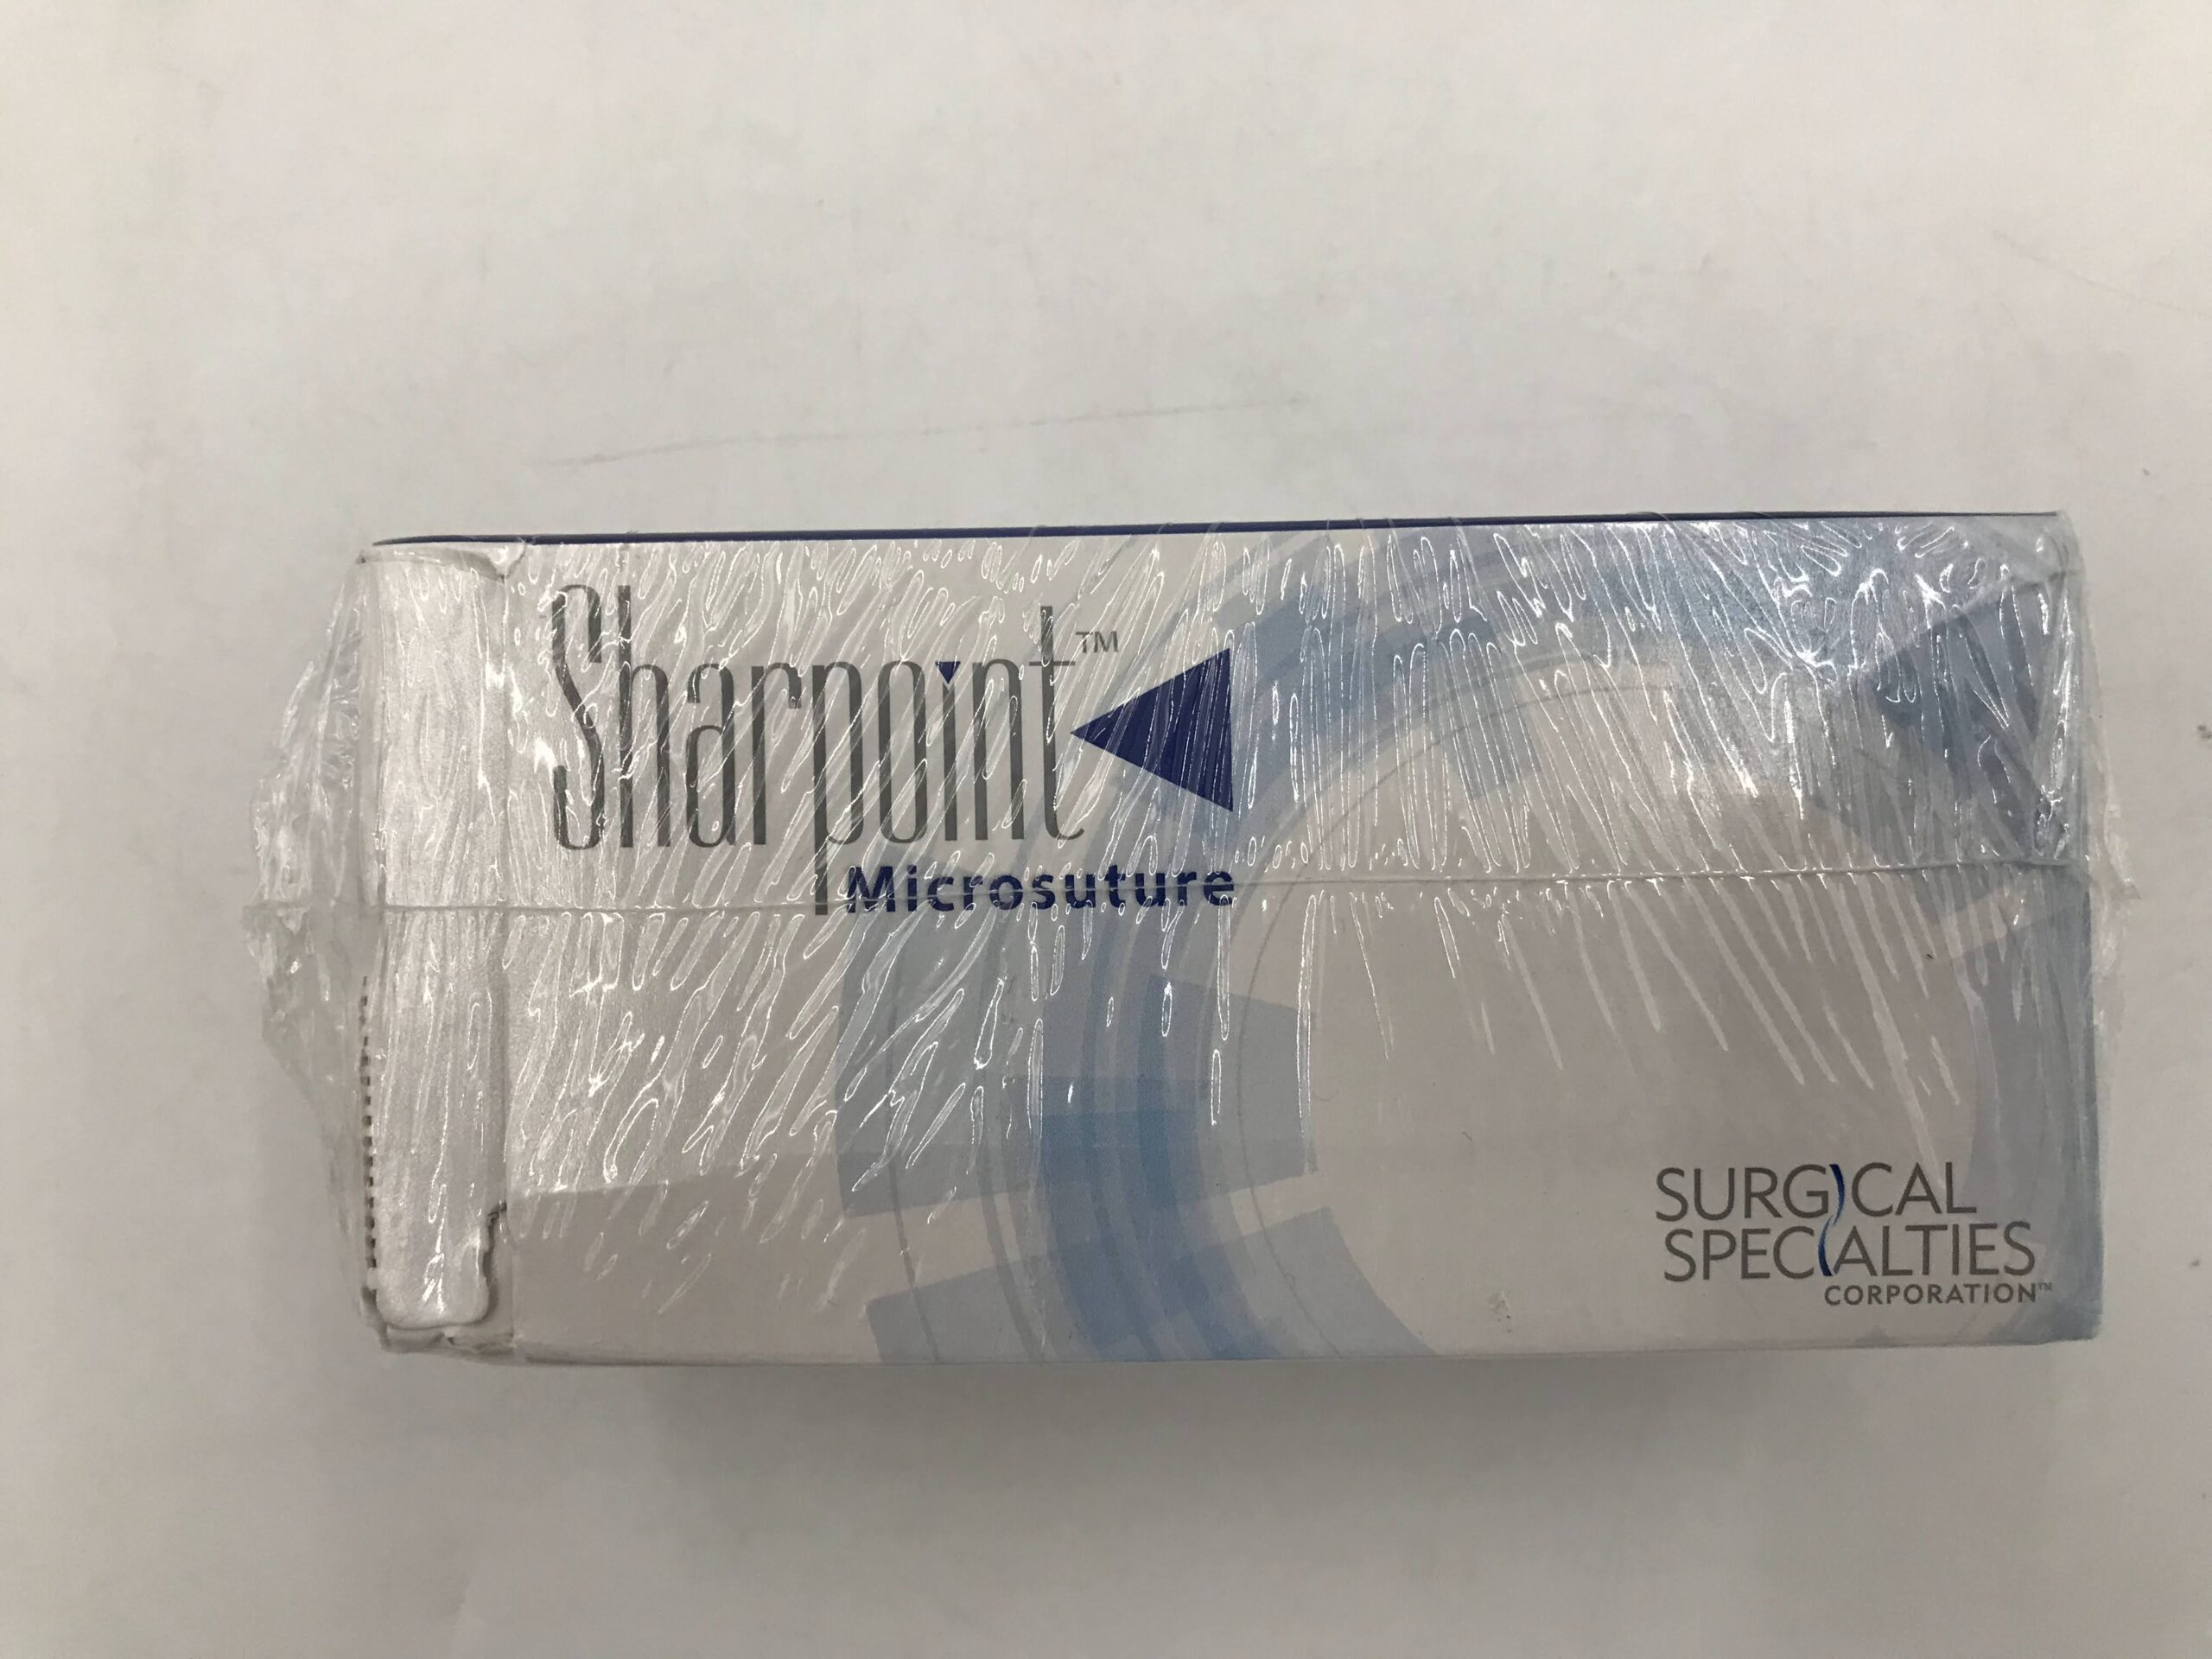 Sharpoint™
Microsuture
SURGICAL
SPECIALTIES
CORPORATION™